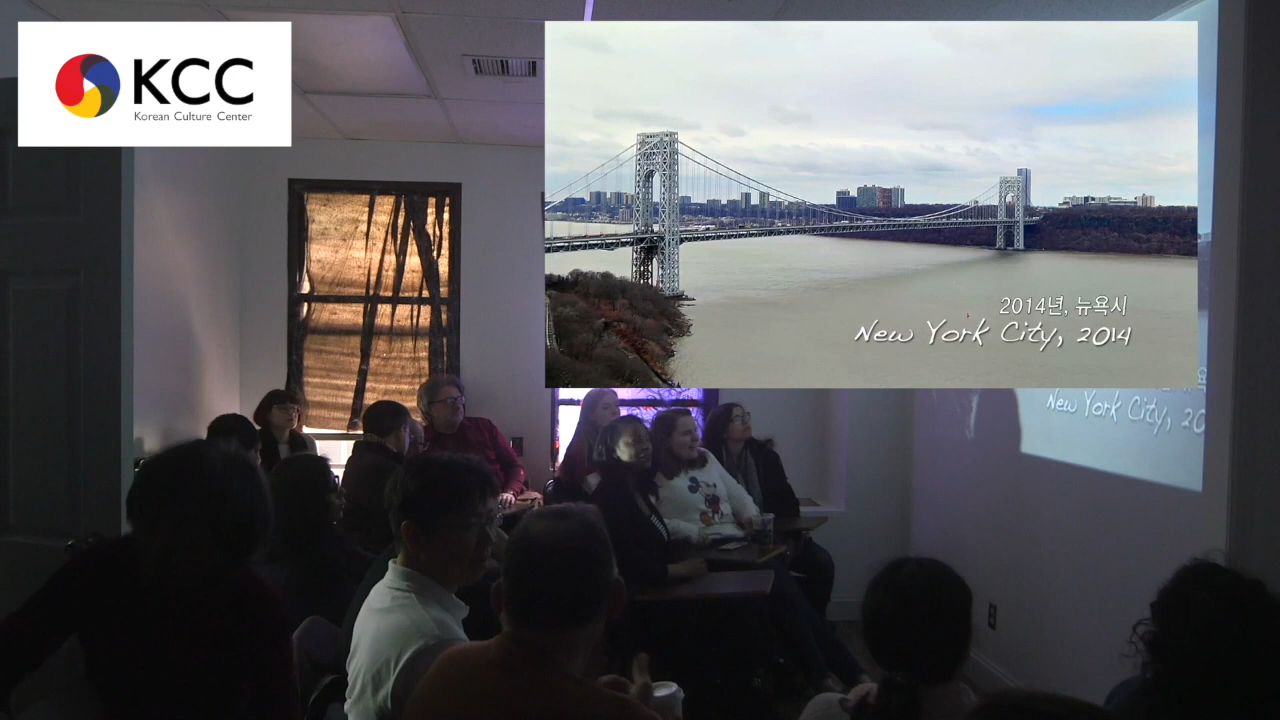 KCC
Korean Culture Center
2014년, 뉴욕시
New York City, 2014
New York City, 20